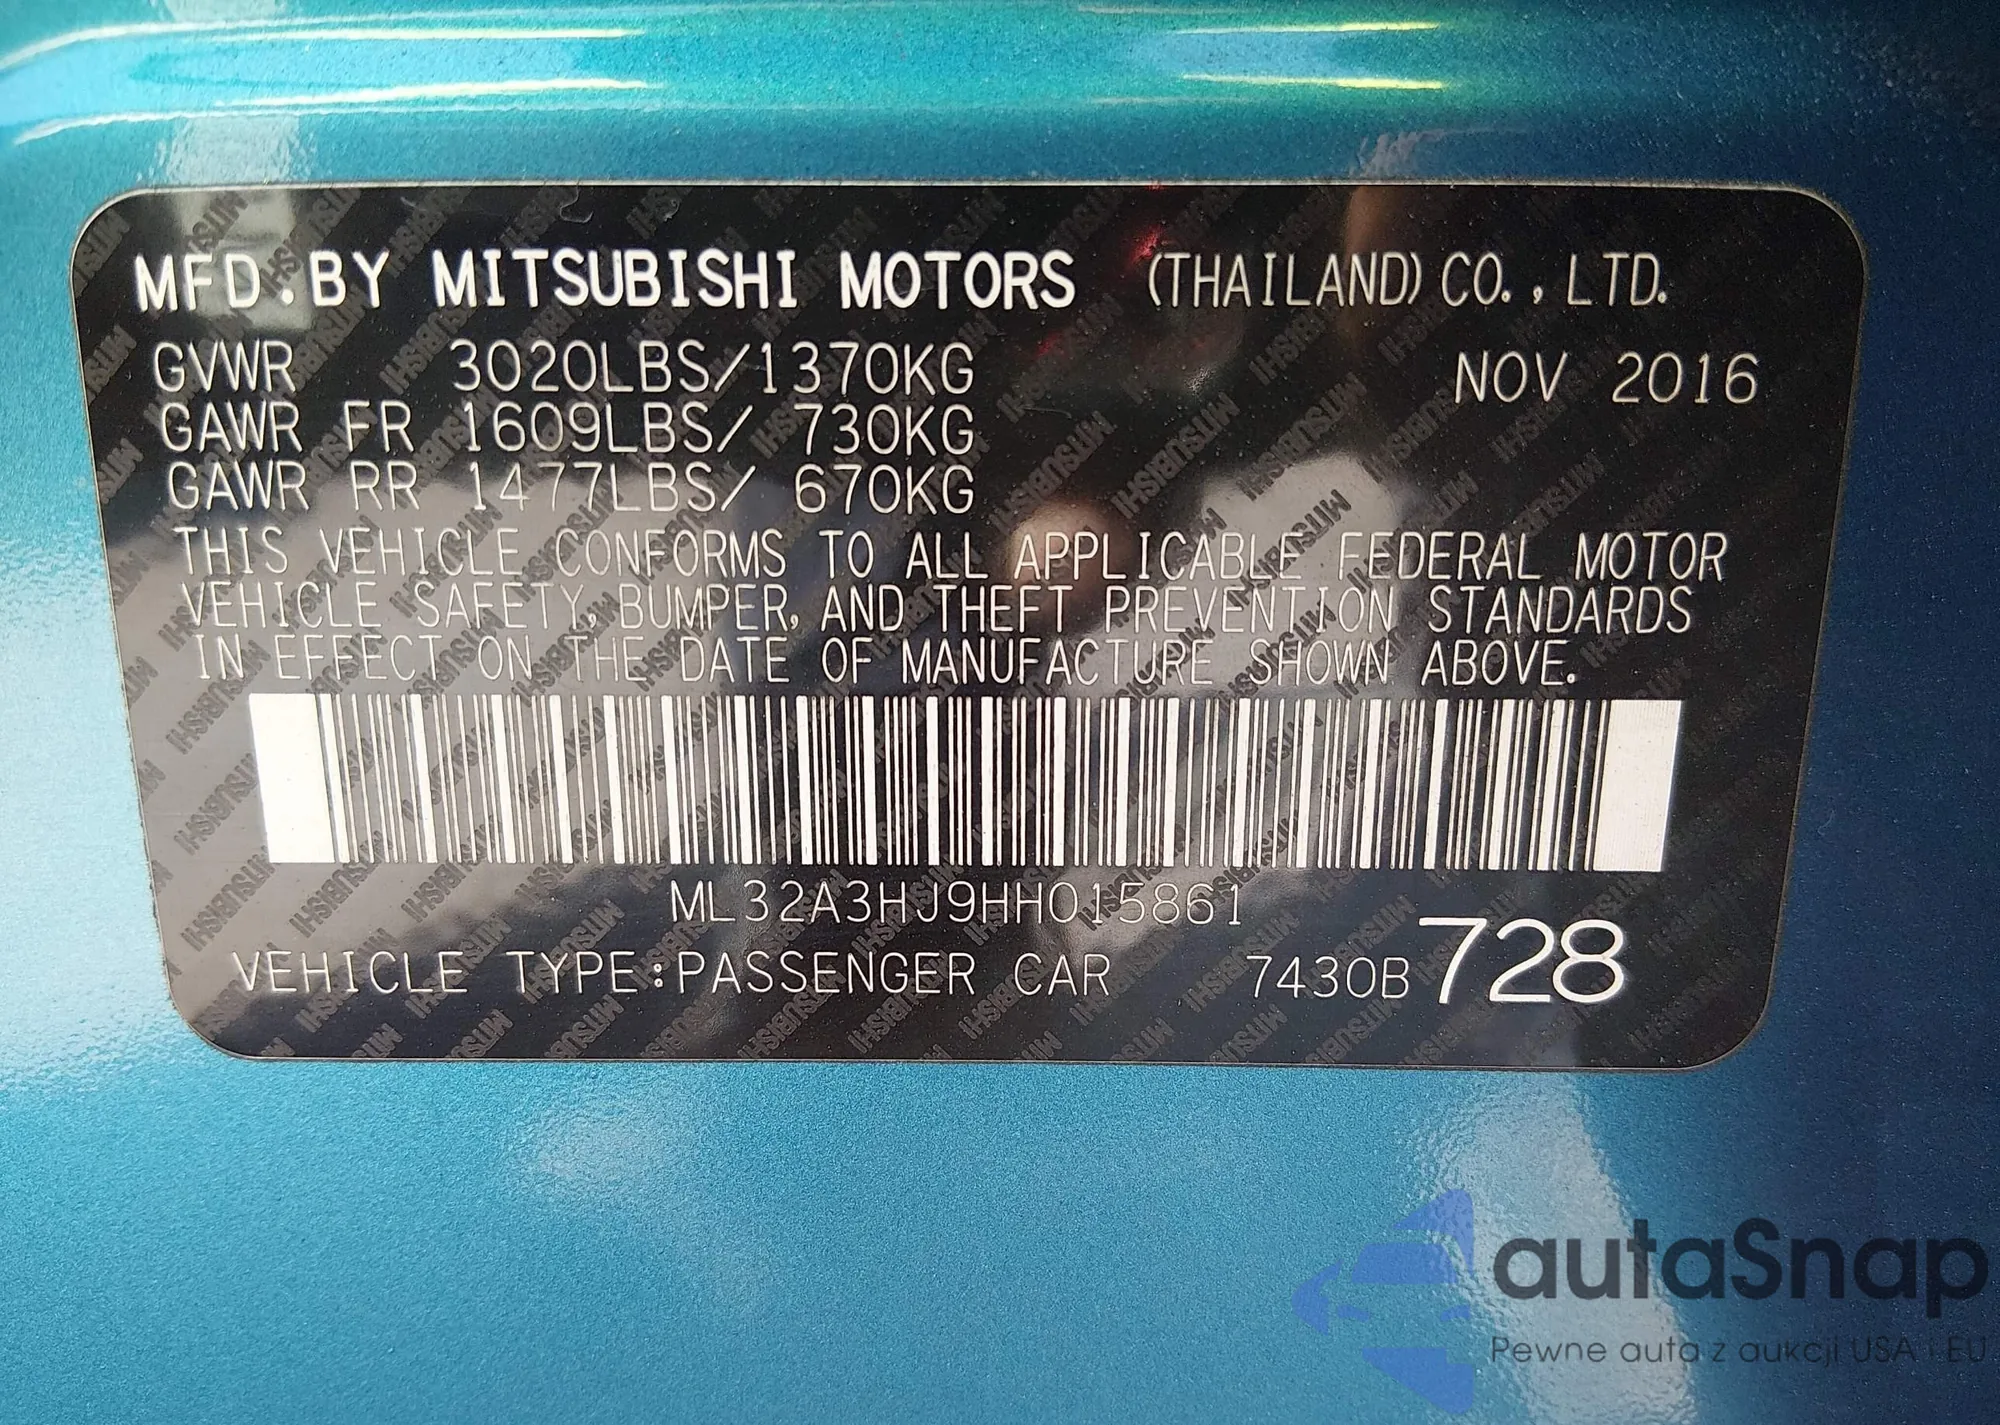 MFD.BY MITSUBISHI MOTORS (THAILAND) CO.,LTD.
GVWR 3020LBS/1370KG NOV 2016
GAWR FR 1609LBS/ 730KG
GAWR RR 1477LBS/ 670KG
THIS VEHICLE CONFORMS TO ALL APPLICABLE FEDERAL MOTOR
VEHICLE SAFETY, BUMPER, AND THEFT PREVENTION STANDARDS
IN EFFECT ON THE DATE OF MANUFACTURE SHOWN ABOVE.
ML32A3HJ9HH015861
VEHICLE TYPE:PASSENGER CAR 7430B728
autaSnap
Pewne auta z aukcji USA i EU